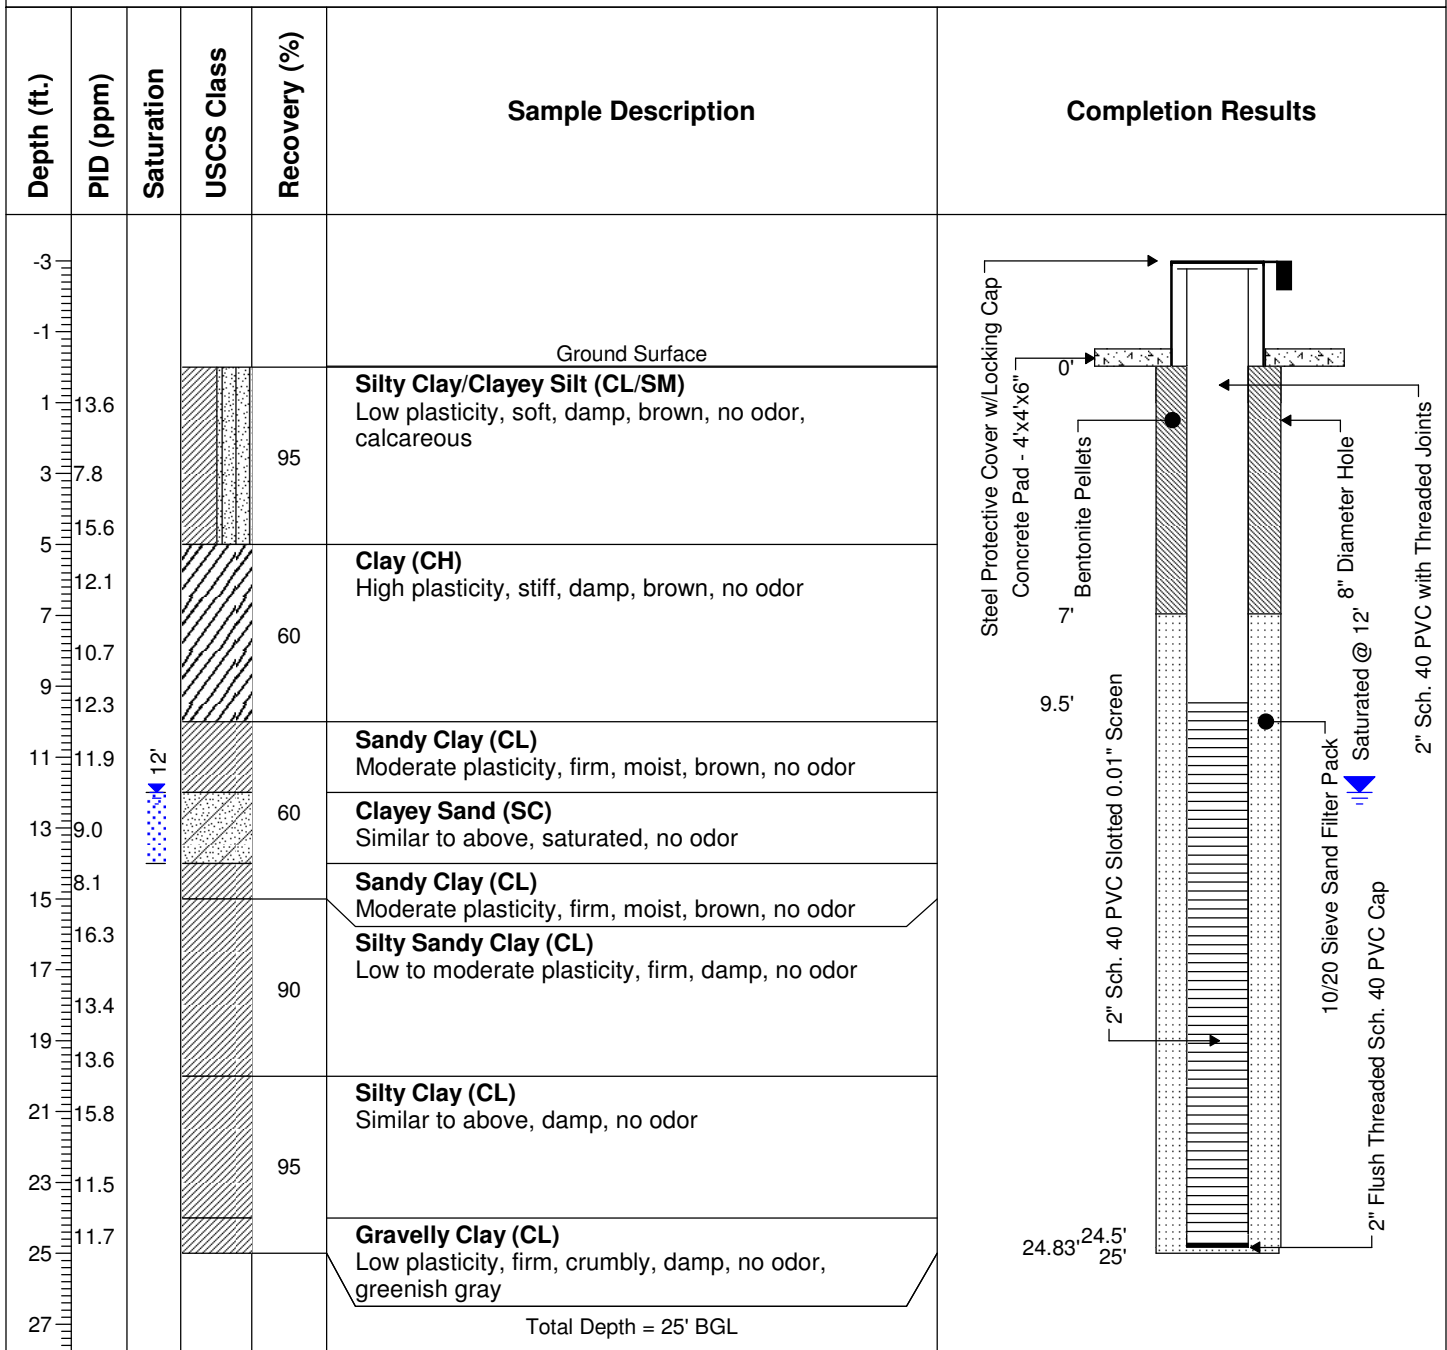 Depth (ft.)
PID (ppm)
Saturation
USCS Class
Recovery (%)
Sample Description
Completion Results
-3
-1
1
3
5
7
9
11
13
15
17
19
21
23
25
27
13.6
7.8
15.6
12.1
10.7
12.3
11.9
9.0
8.1
16.3
13.4
13.6
15.8
11.5
11.7
12'
95
60
60
90
95
Ground Surface
Silty Clay/Clayey Silt (CL/SM)
Low plasticity, soft, damp, brown, no odor,
calcareous
Clay (CH)
High plasticity, stiff, damp, brown, no odor
Sandy Clay (CL)
Moderate plasticity, firm, moist, brown, no odor
Clayey Sand (SC)
Similar to above, saturated, no odor
Sandy Clay (CL)
Moderate plasticity, firm, moist, brown, no odor
Silty Sandy Clay (CL)
Low to moderate plasticity, firm, damp, no odor
Silty Clay (CL)
Similar to above, damp, no odor
Gravelly Clay (CL)
Low plasticity, firm, crumbly, damp, no odor,
greenish gray
Total Depth = 25' BGL
Steel Protective Cover w/Locking Cap
Concrete Pad - 4'x4'x6"
Bentonite Pellets
0'
7'
9.5'
2" Sch. 40 PVC Slotted 0.01" Screen
24.5'
24.83'
25'
8" Diameter Hole
2" Sch. 40 PVC with Threaded Joints
Saturated @ 12'
10/20 Sieve Sand Filter Pack
2" Flush Threaded Sch. 40 PVC Cap